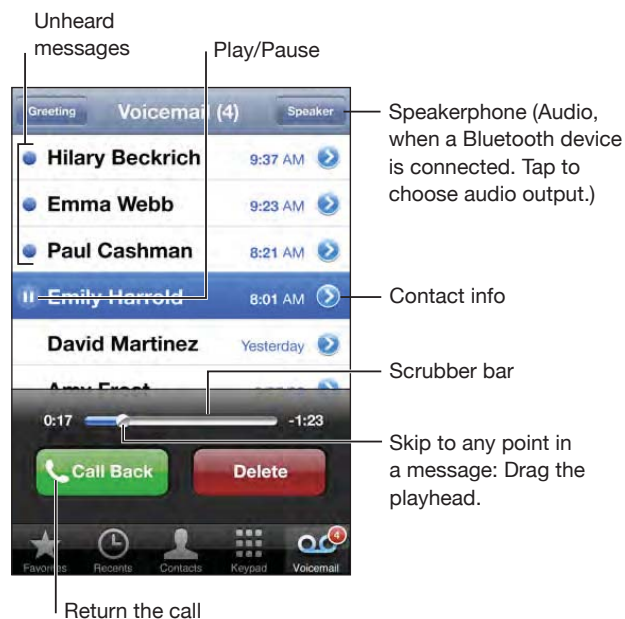 Unheard
messages
Play/Pause
Greeting Voicemail (4) Speaker
Speakerphone (Audio,
when a Bluetooth device
is connected. Tap to
choose audio output.)
Hilary Beckrich 9:37 AM
Emma Webb 9:23 AM
Paul Cashman 8:21 AM
Emily Harrold 8:01 AM
Contact info
David Martinez Yesterday
Scrubber bar
Amy Frost
0:17 -1:23
Skip to any point in
a message: Drag the
playhead.
Call Back Delete
4
Favorites Recents Contacts Keypad Voicemail
Return the call